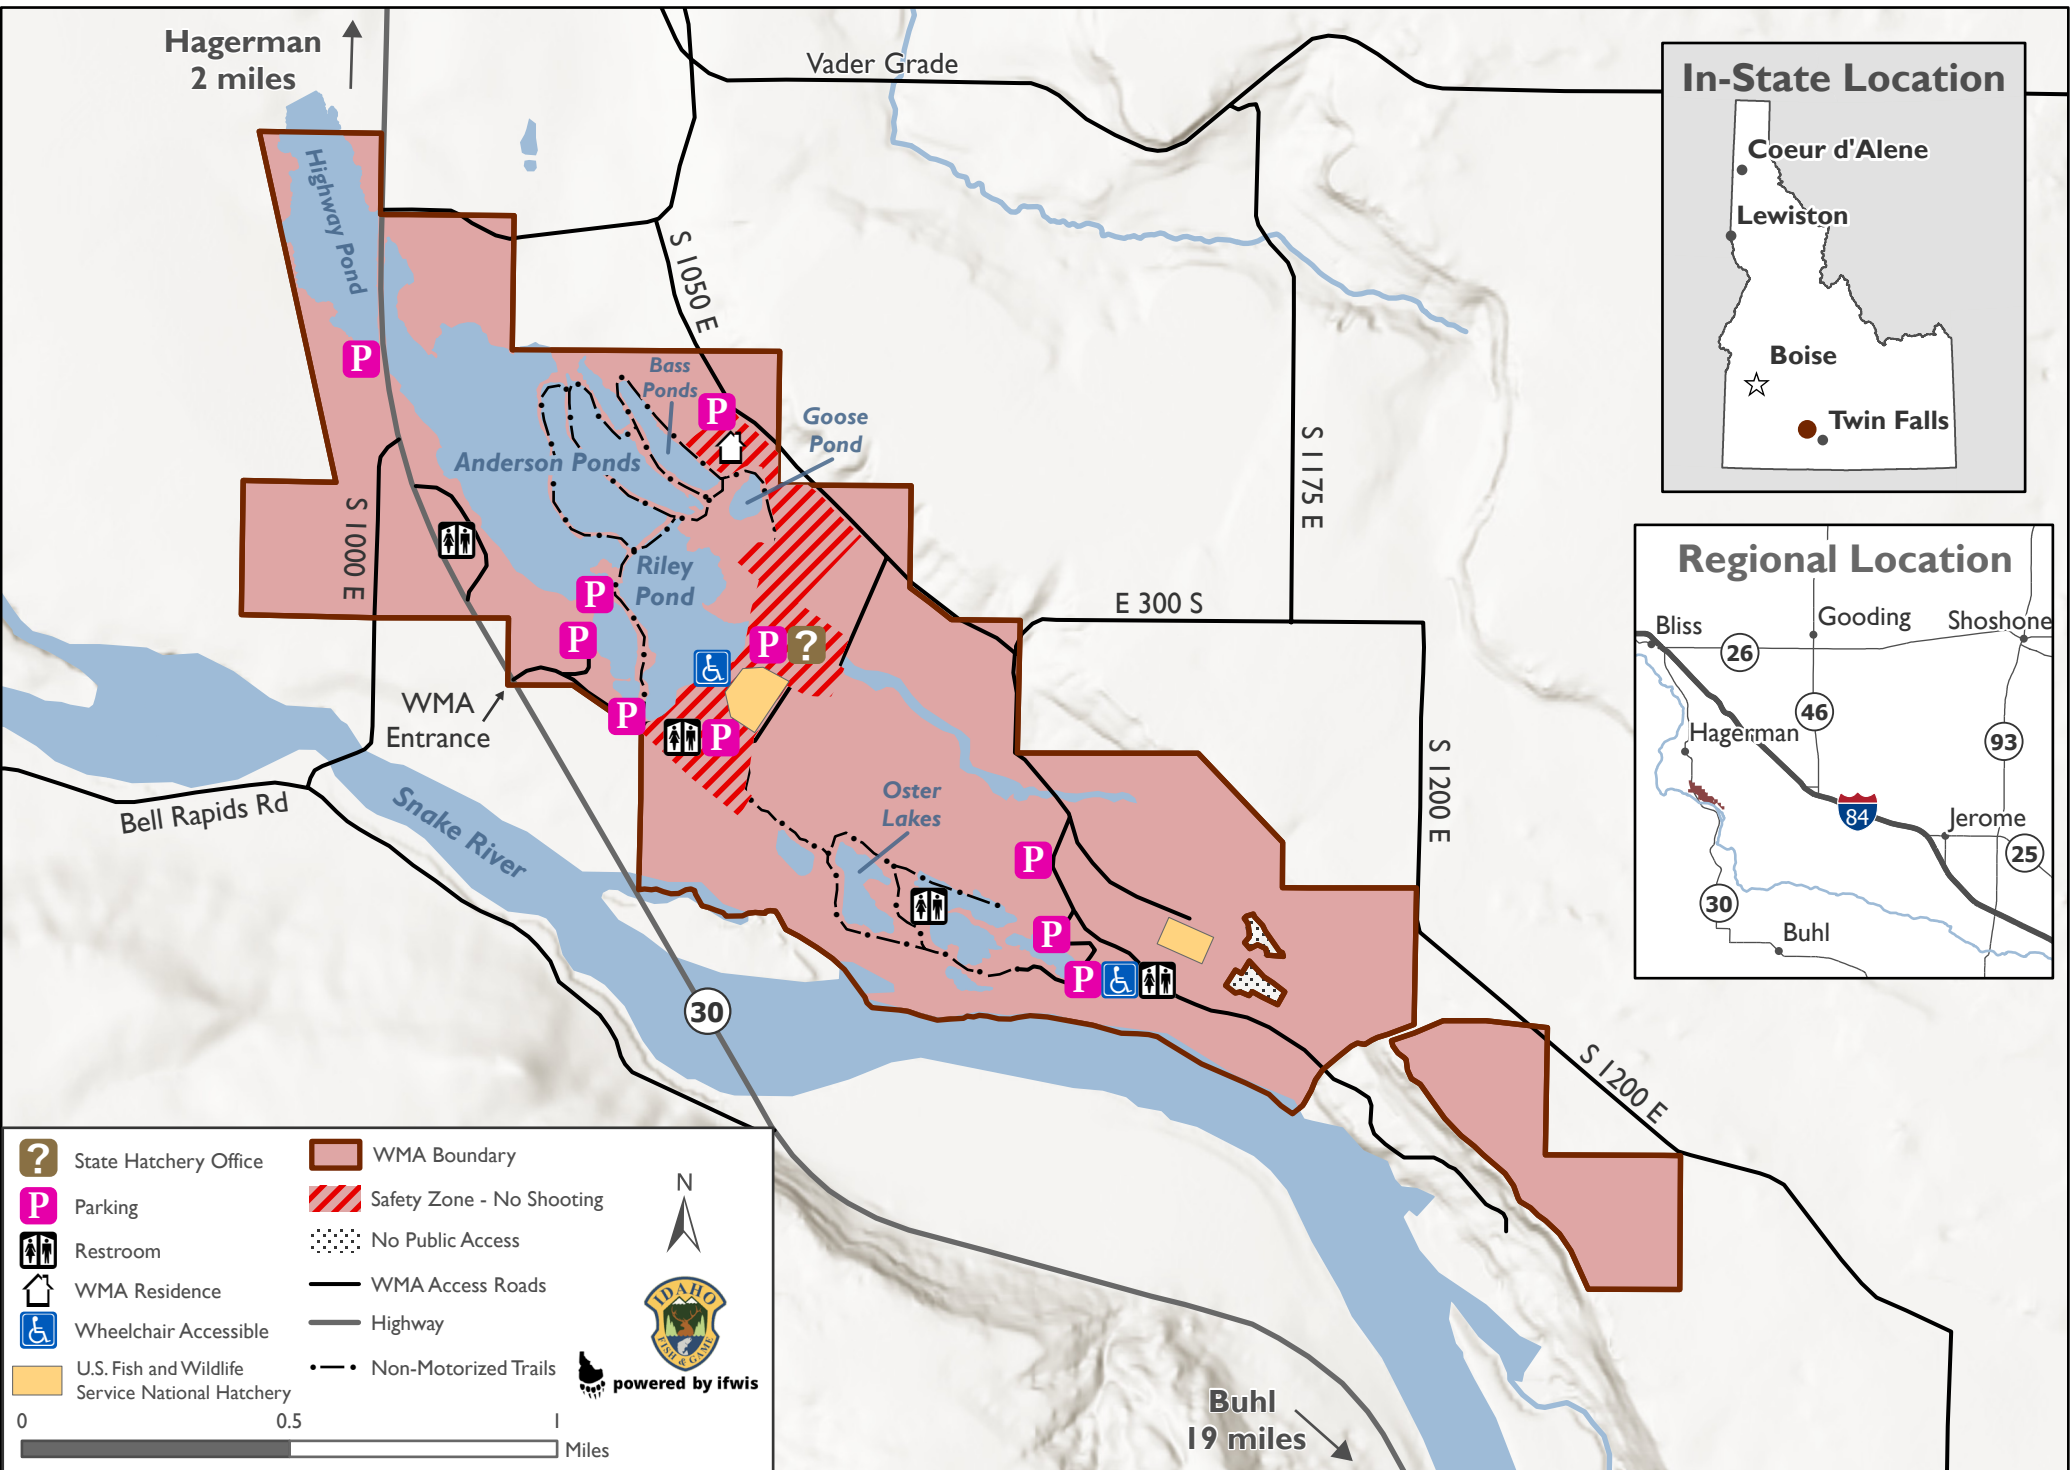 Hagerman
2 miles
Vader Grade
Highway Pond
S 1050 E
Bass
Ponds
Goose
Pond
Anderson Ponds
S 1000 E
Riley
Pond
P
P
P
P
P
P
P
P
P
P
?
WMA
Entrance
E 300 S
S 1175 E
S 1200 E
Bell Rapids Rd
Snake River
Oster
Lakes
30
S 1200 E
Buhl
19 miles
In-State Location
Coeur d'Alene
Lewiston
Boise
Twin Falls
Regional Location
Bliss
Gooding
Shoshone
26
46
Hagerman
93
84
Jerome
25
30
Buhl
? State Hatchery Office
P Parking
Restroom
WMA Residence
Wheelchair Accessible
U.S. Fish and Wildlife
Service National Hatchery
WMA Boundary
Safety Zone - No Shooting
No Public Access
WMA Access Roads
Highway
Non-Motorized Trails
N
IDAHO
FISH & GAME
powered by ifwis
0 0.5 1
Miles